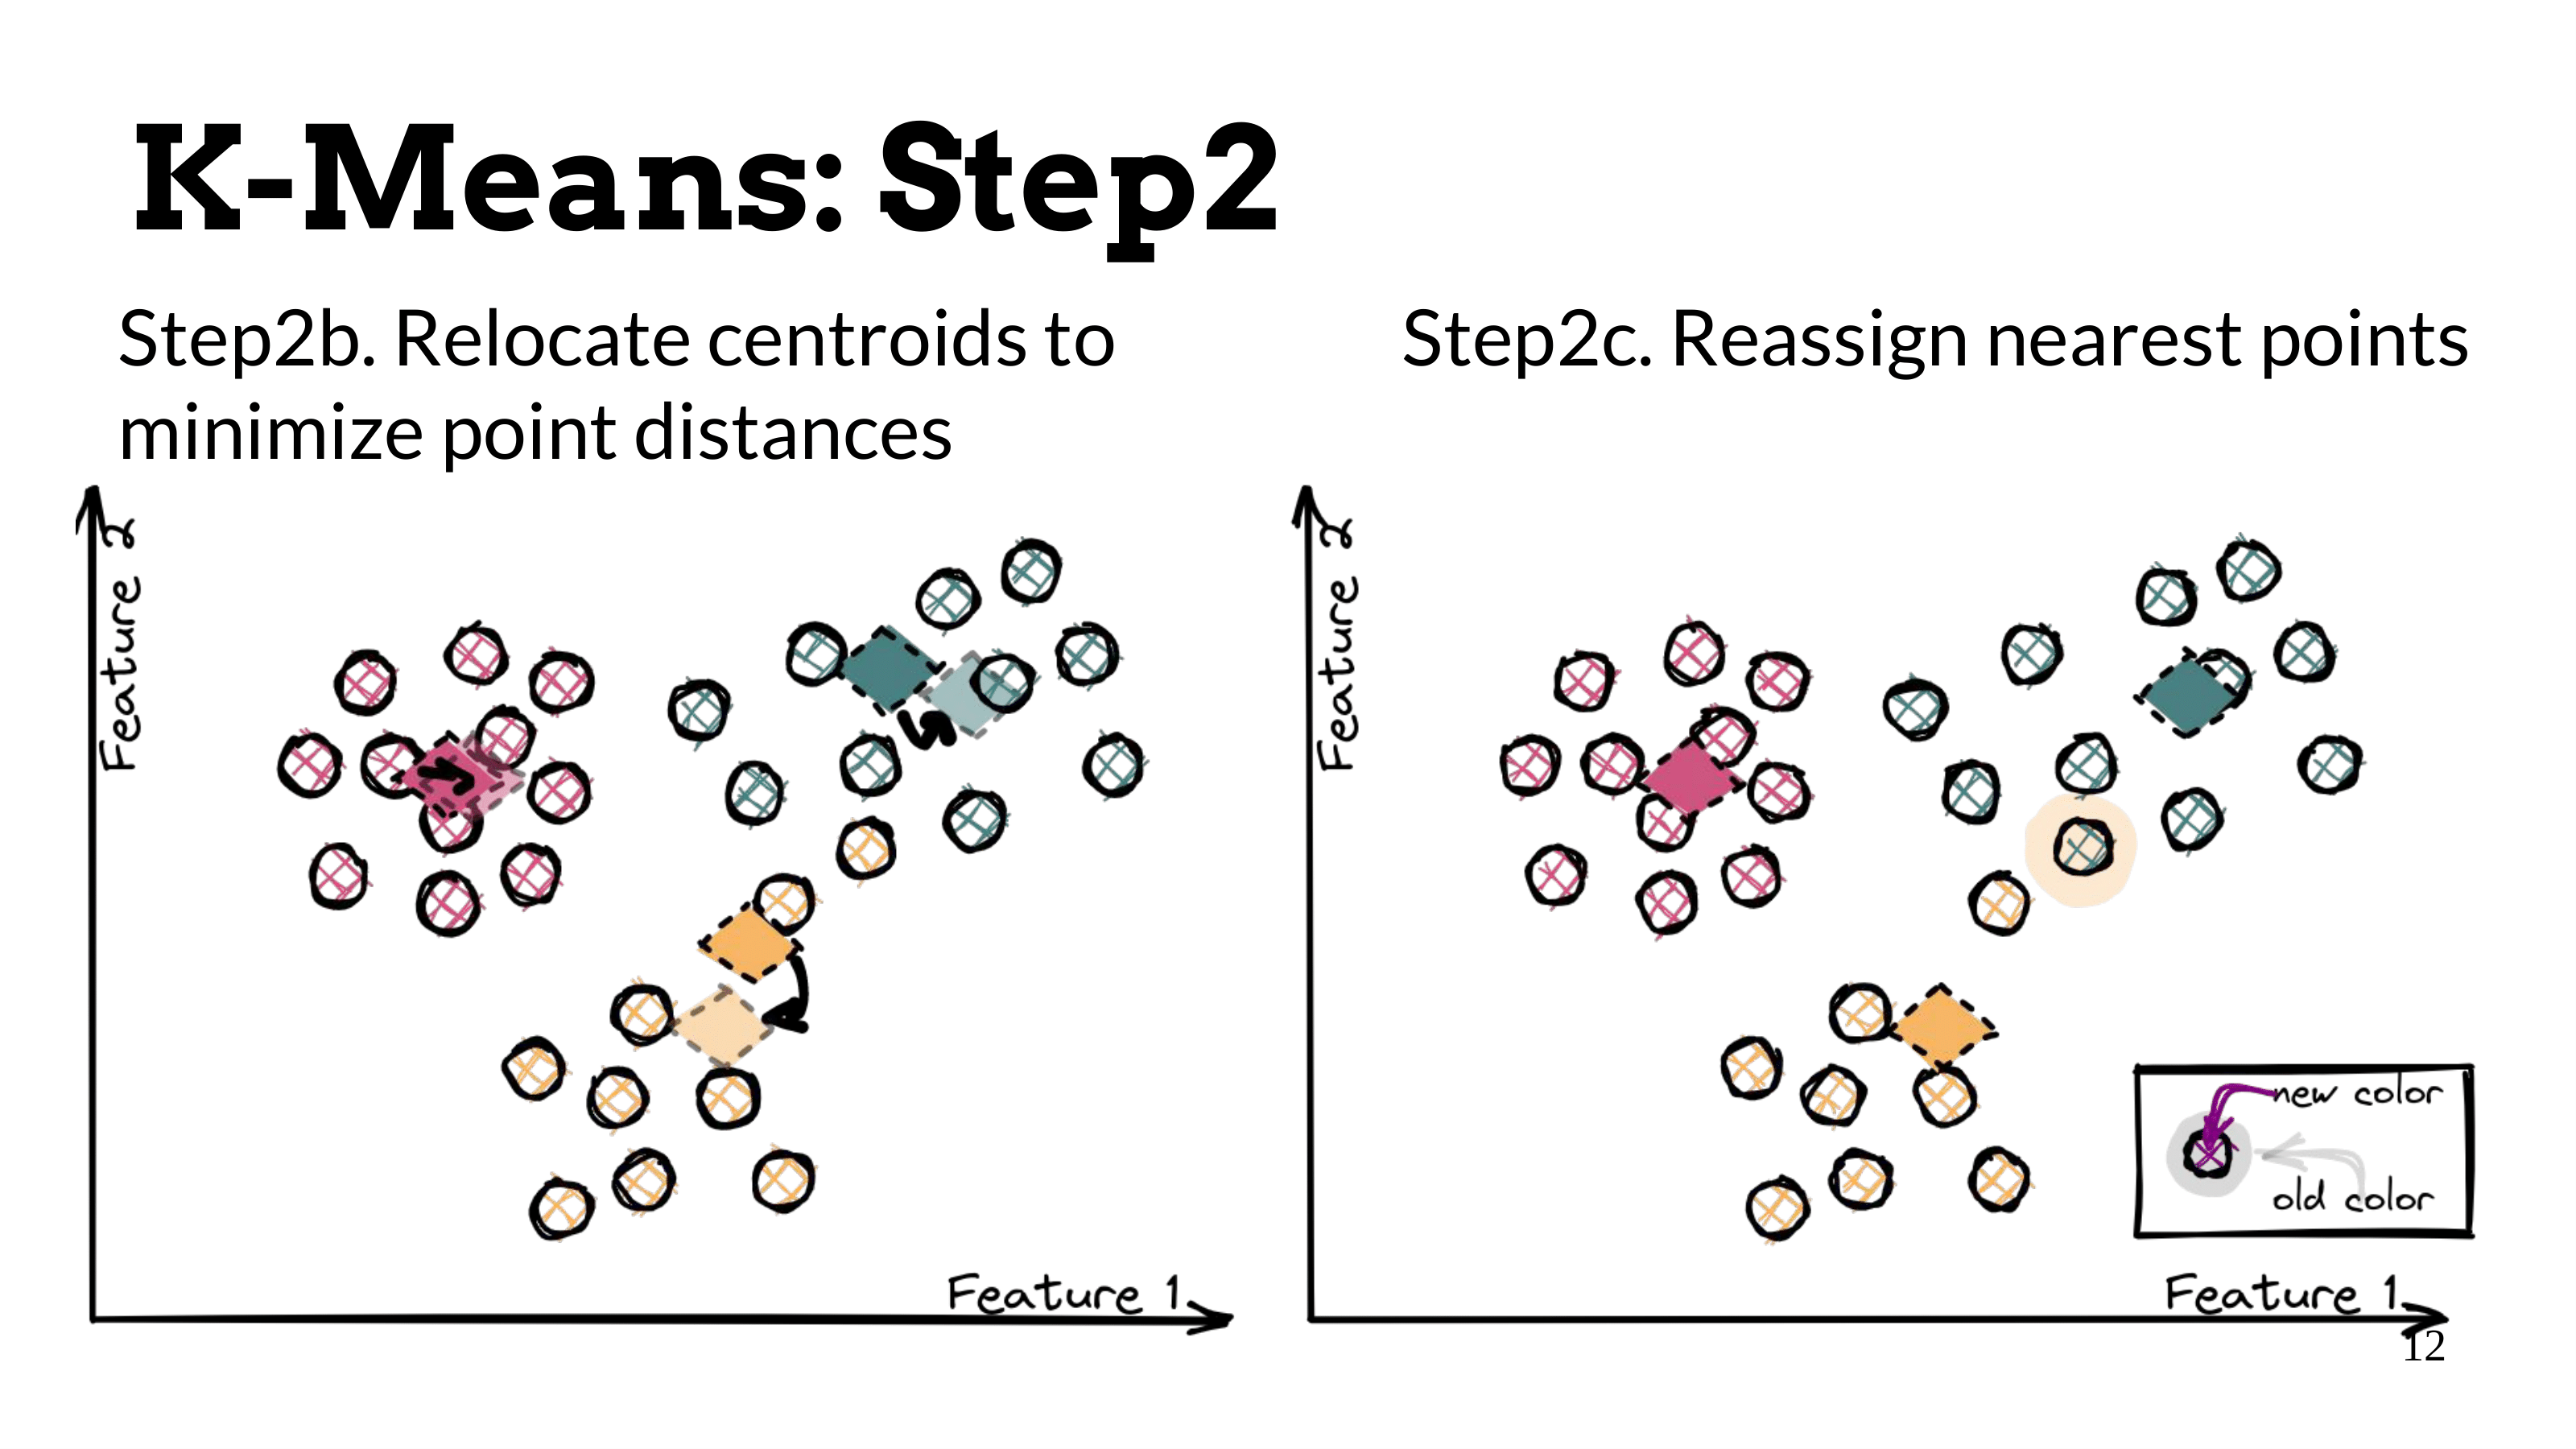 K-Means: Step2
Step2b. Relocate centroids to
minimize point distances
Step2c. Reassign nearest points
Feature 2
Feature 1
Feature 2
new color
old color
Feature 1
12